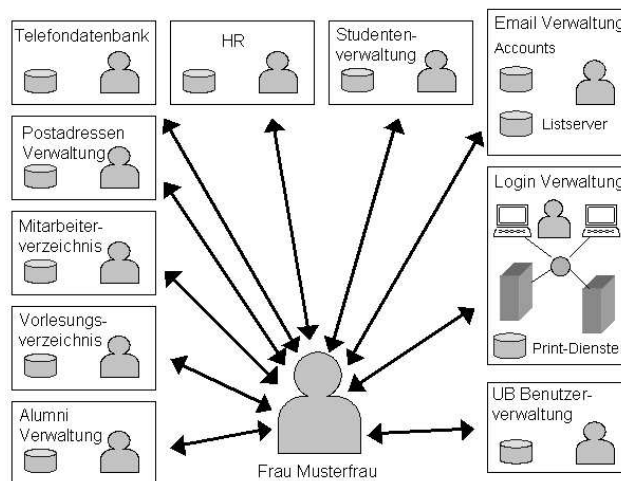 Telefondatenbank
HR
Studenten-
verwaltung
Email Verwaltung
Accounts
Listserver
Postadressen
Verwaltung
Login Verwaltung
Print-Dienste
Mitarbeiter-
verzeichnis
Vorlesungs-
verzeichnis
Alumni
Verwaltung
UB Benutzer-
verwaltung
Frau Musterfrau